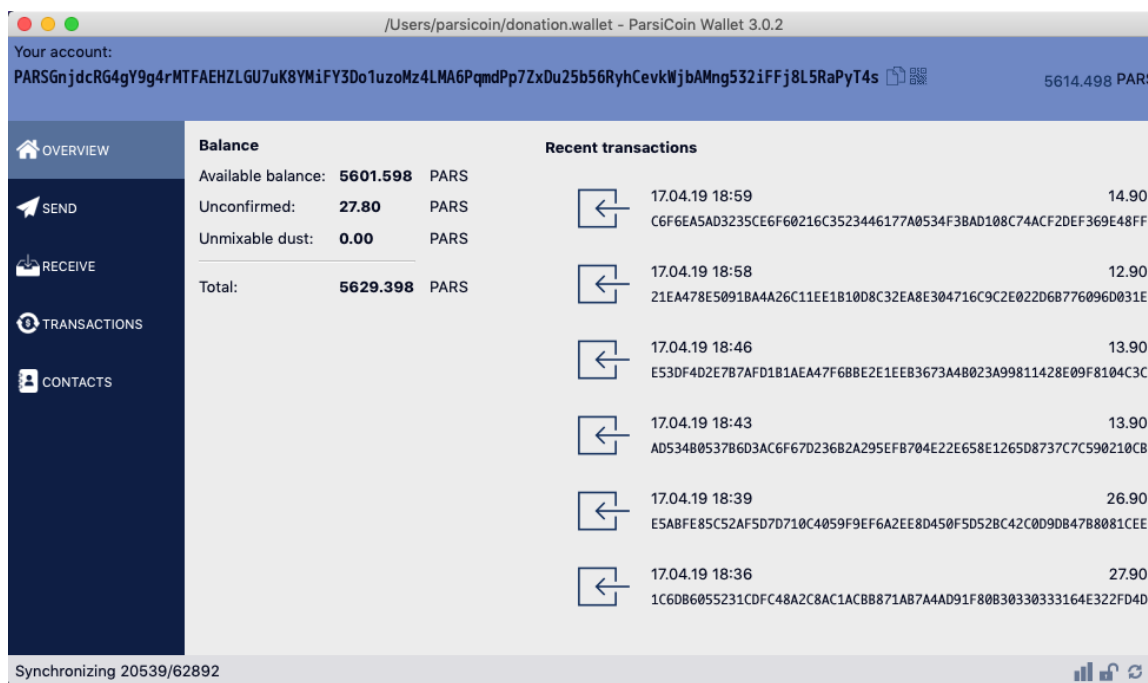 /Users/parsicoin/donation.wallet - ParsiCoin Wallet 3.0.2
Your account:
PARSGnjdcRG4gY9g4rMTFAEHZLGU7uK8YMiFY3Do1uzoMz4LMA6PqmdPp7ZxDu25b56RyhCevkWjbAMng532iFFj8L5RaPyT4s
5614.498 PARS
OVERVIEW
SEND
RECEIVE
TRANSACTIONS
CONTACTS
Balance
Available balance: 5601.598 PARS
Unconfirmed: 27.80 PARS
Unmixable dust: 0.00 PARS
Total: 5629.398 PARS
Recent transactions
17.04.19 18:59 14.90
C6F6EA5AD3235CE6F60216C3523446177A0534F3BAD108C74ACF2DEF369E48FF
17.04.19 18:58 12.90
21EA478E5091BA4A26C11EE1B10D8C32EA8E304716C9C2E022D6B776096D031E
17.04.19 18:46 13.90
E53DF4D2E7B7AFD1B1AEA47F6BBE2E1EEB3673A4B023A99811428E09F8104C3C
17.04.19 18:43 13.90
AD534B0537B6D3AC6F67D236B2A295EFB704E22E658E1265D8737C7C590210CB
17.04.19 18:39 26.90
E5ABFE85C52AF5D7D710C4059F9EF6A2EE8D450F5D52BC42C0D9DB47B8081CEE
17.04.19 18:36 27.90
1C6DB6055231CDFC48A2C8AC1ACBB871AB7A4AD91F80B30330333164E322FD4D
Synchronizing 20539/62892